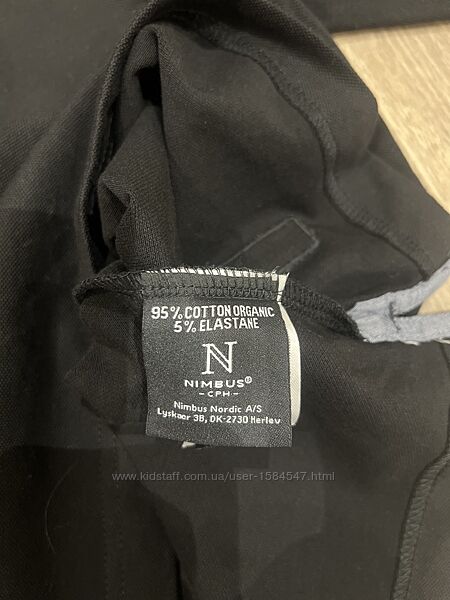 95% COTTON ORGANIC
5% ELASTANE
N
NIMBUS®
- CPH -
Nimbus Nordic A/S
Lyskær 3B, DK-2730 Herlev
www.kidstaff.com.ua/user-1584547.html